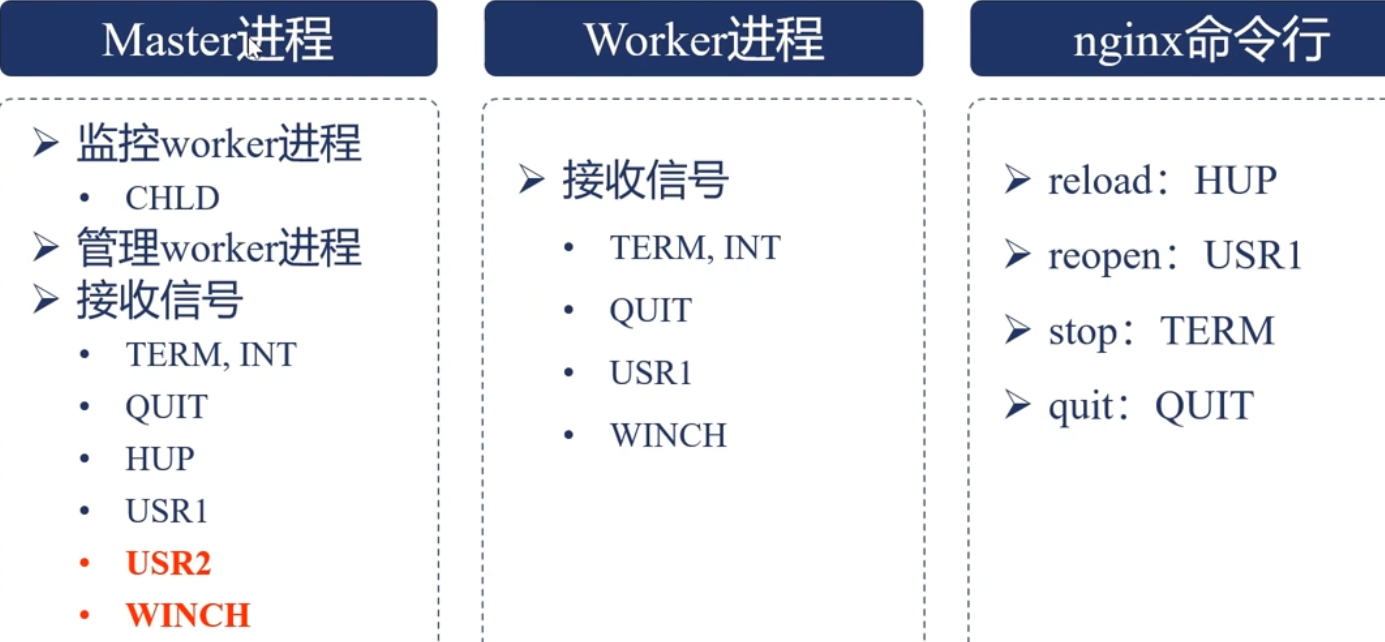 Master进程
监控worker进程
CHLD
管理worker进程
接收信号
TERM, INT
QUIT
HUP
USR1
USR2
WINCH
Worker进程
接收信号
TERM, INT
QUIT
USR1
WINCH
nginx命令行
reload：HUP
reopen：USR1
stop：TERM
quit：QUIT